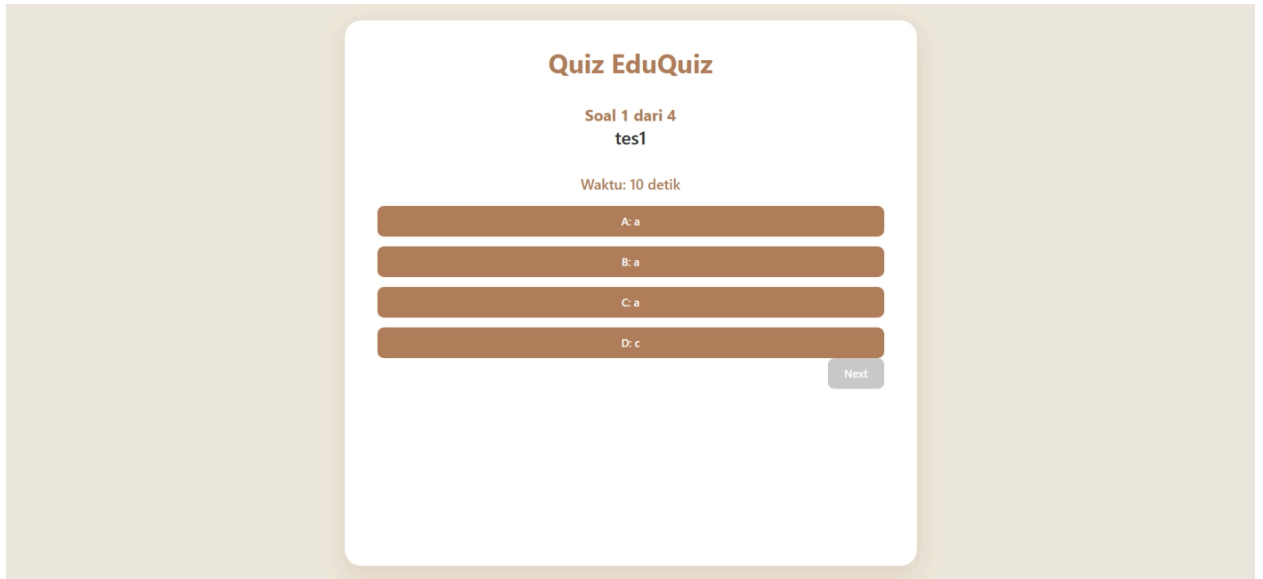 Quiz EduQuiz
Soal 1 dari 4
tes1
Waktu: 10 detik
A: a
B: a
C: a
D: c
Next